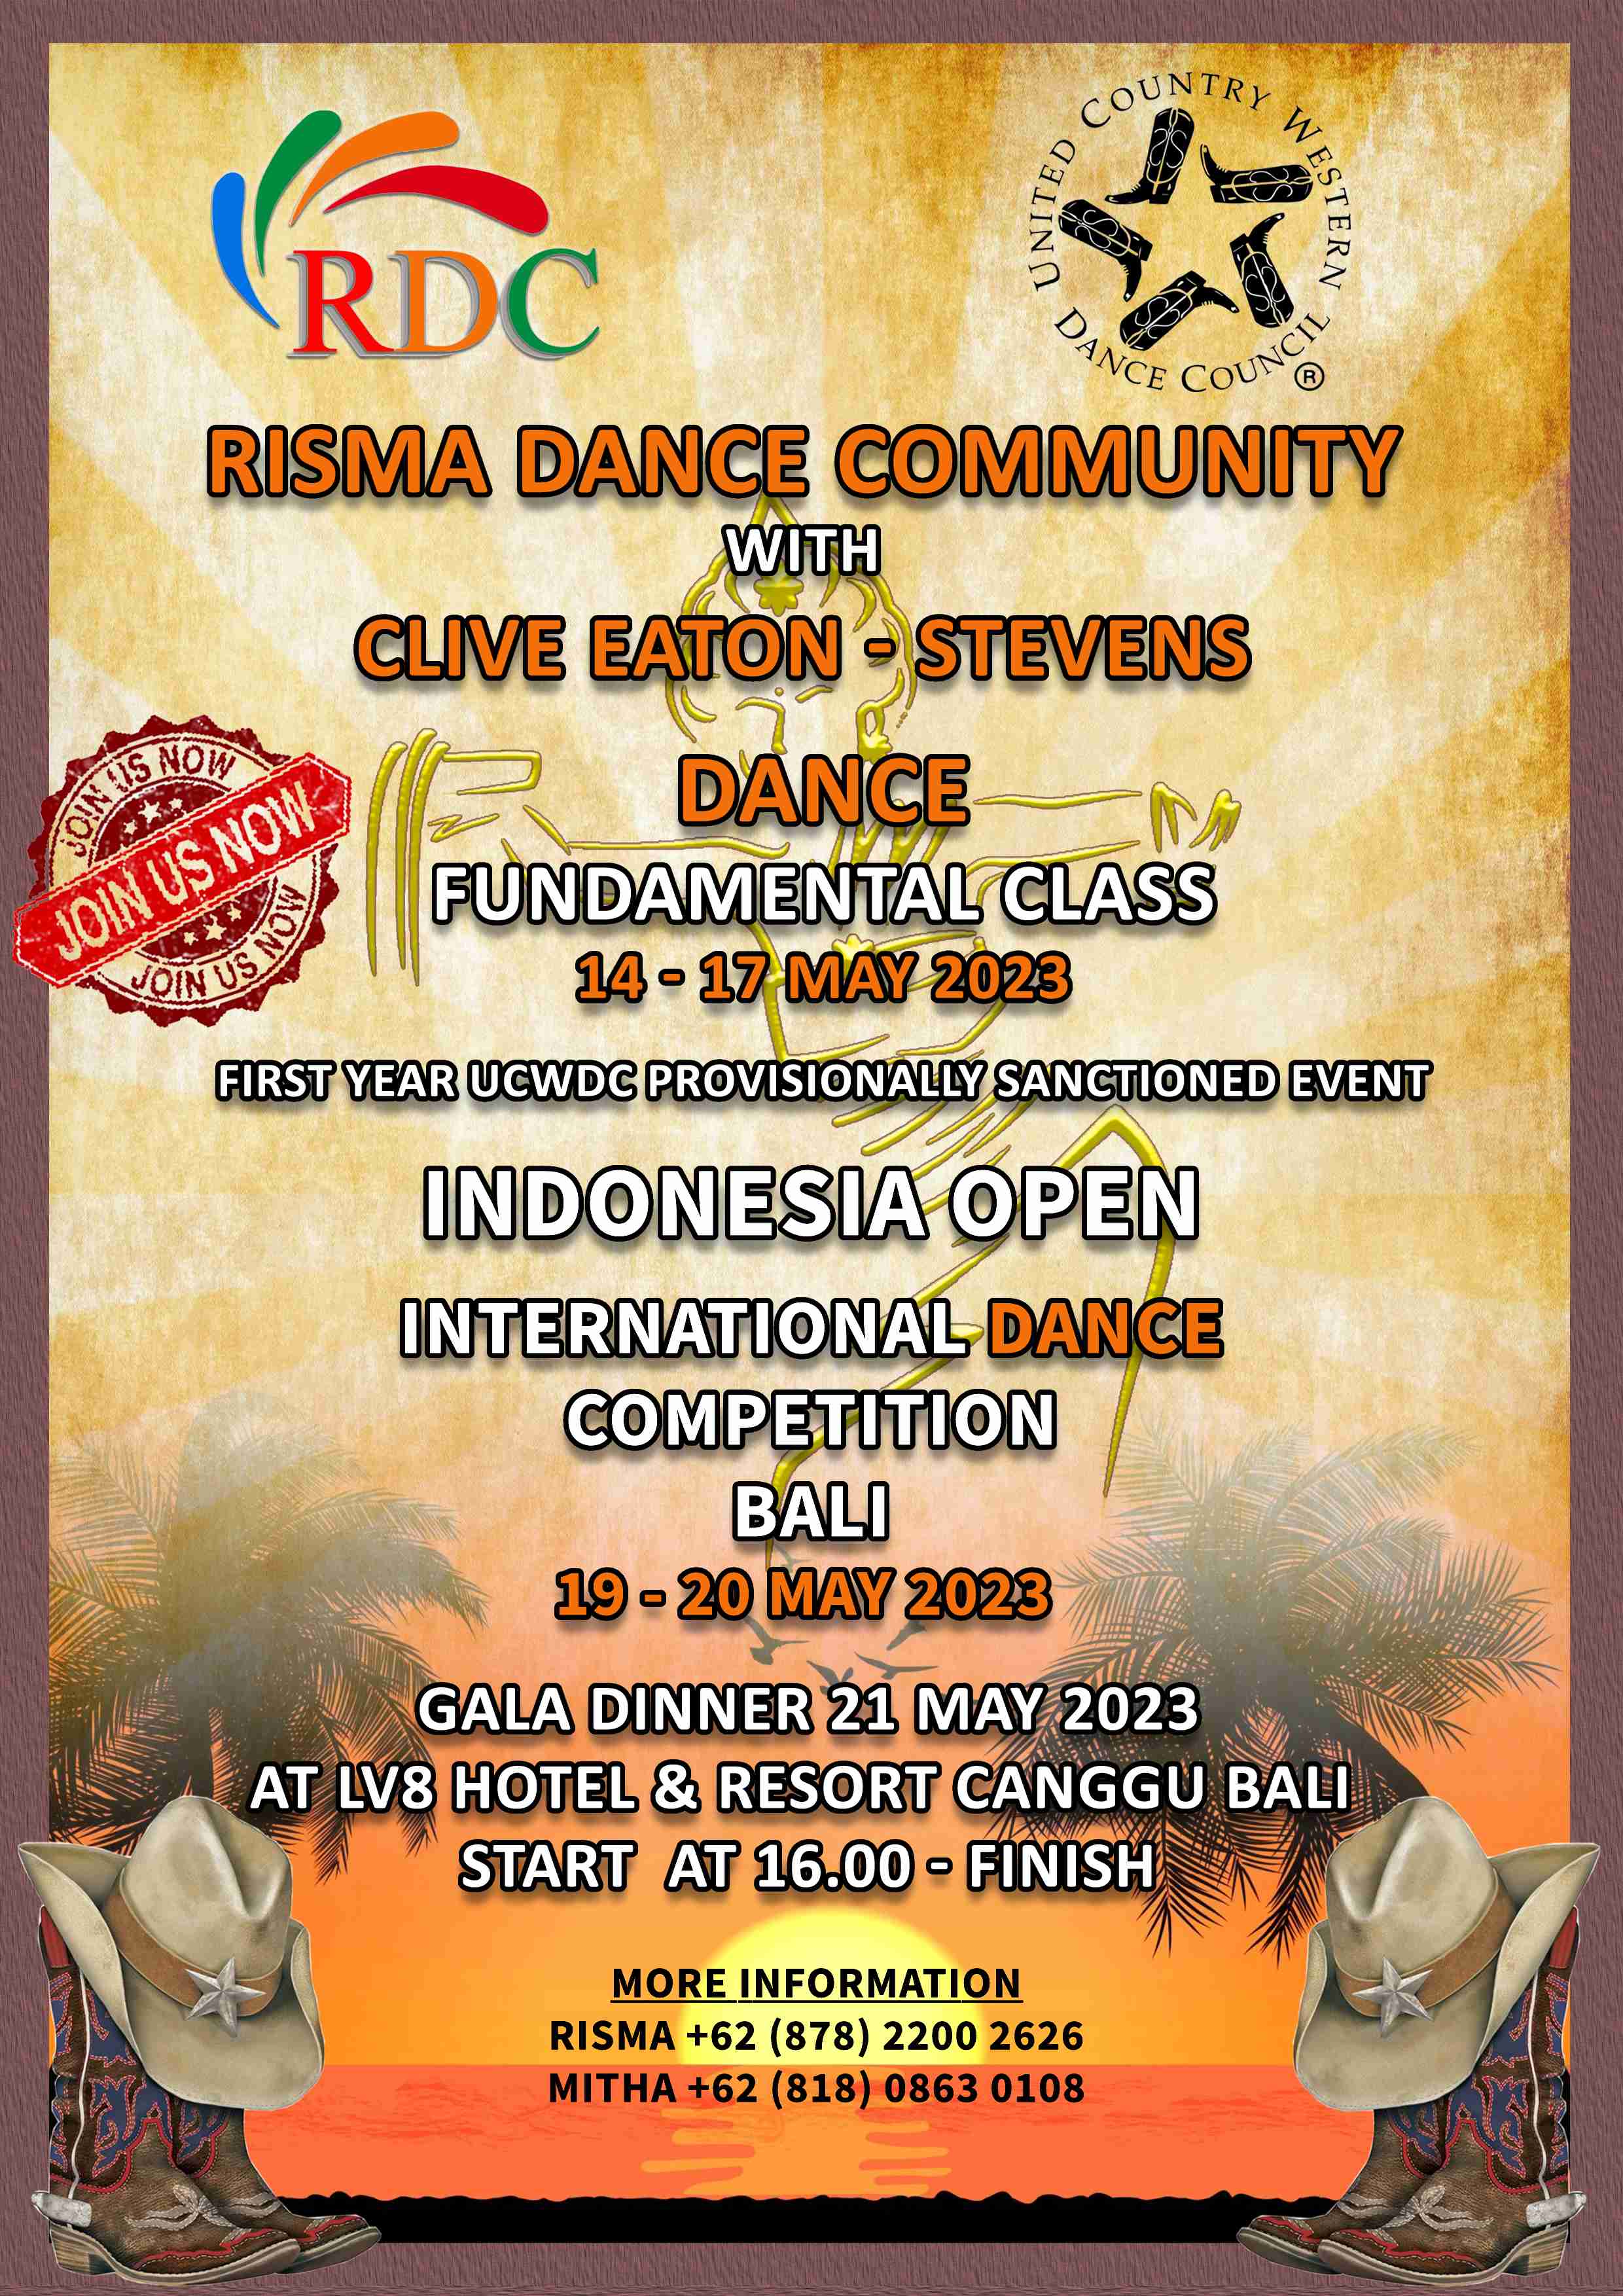 RDC
UNITED COUNTRY WESTERN DANCE COUNCIL ®
RISMA DANCE COMMUNITY
WITH
CLIVE EATON - STEVENS
JOIN US NOW
JOIN US NOW
JOIN US NOW
DANCE
FUNDAMENTAL CLASS
14 - 17 MAY 2023
FIRST YEAR UCWDC PROVISIONALLY SANCTIONED EVENT
INDONESIA OPEN
INTERNATIONAL DANCE
COMPETITION
BALI
19 - 20 MAY 2023
GALA DINNER 21 MAY 2023
AT LV8 HOTEL & RESORT CANGGU BALI
START AT 16.00 - FINISH
MORE INFORMATION
RISMA +62 (878) 2200 2626
MITHA +62 (818) 0863 0108